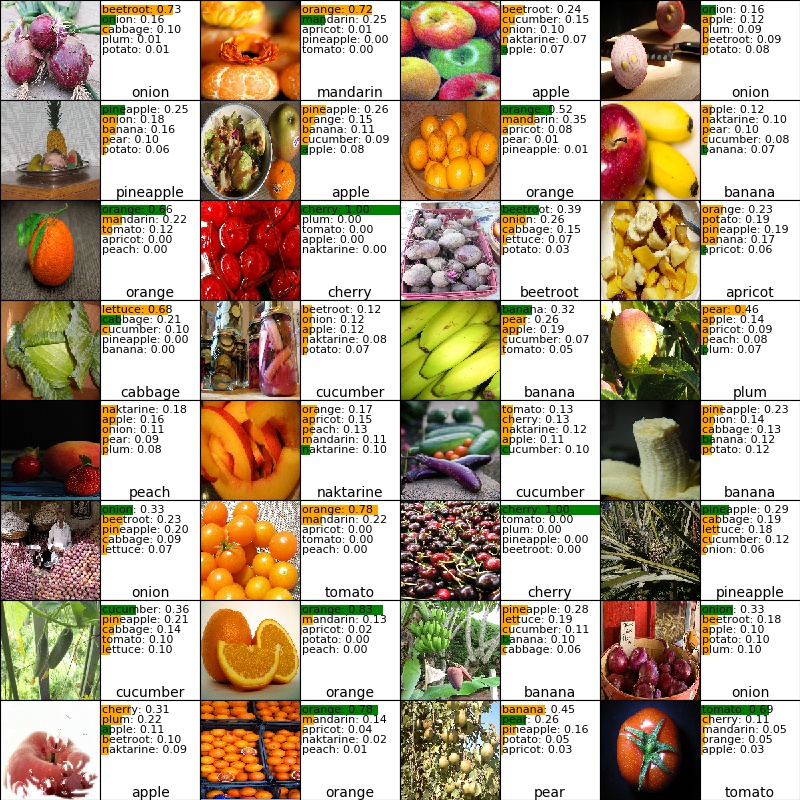 beetroot: 0.73
onion: 0.16
cabbage: 0.10
plum: 0.01
potato: 0.01
onion
orange: 0.72
mandarin: 0.25
apricot: 0.01
pineapple: 0.00
tomato: 0.00
mandarin
beetroot: 0.24
cucumber: 0.15
onion: 0.10
naktarine: 0.07
apple: 0.07
apple
onion: 0.16
apple: 0.12
plum: 0.09
beetroot: 0.09
potato: 0.08
onion
pineapple: 0.25
onion: 0.18
banana: 0.16
pear: 0.10
potato: 0.06
pineapple
pineapple: 0.26
orange: 0.15
banana: 0.11
cucumber: 0.09
apple: 0.08
apple
orange: 0.52
mandarin: 0.35
apricot: 0.08
pear: 0.01
pineapple: 0.01
orange
apple: 0.12
naktarine: 0.10
pear: 0.10
cucumber: 0.08
banana: 0.07
banana
orange: 0.66
mandarin: 0.22
tomato: 0.12
apricot: 0.00
peach: 0.00
orange
cherry: 1.00
plum: 0.00
tomato: 0.00
apple: 0.00
naktarine: 0.00
cherry
beetroot: 0.39
onion: 0.26
cabbage: 0.15
lettuce: 0.07
potato: 0.03
beetroot
orange: 0.23
potato: 0.19
pineapple: 0.19
banana: 0.17
apricot: 0.06
apricot
lettuce: 0.68
cabbage: 0.21
cucumber: 0.10
pineapple: 0.00
banana: 0.00
cabbage
beetroot: 0.12
onion: 0.12
apple: 0.12
naktarine: 0.08
potato: 0.07
cucumber
banana: 0.32
pear: 0.26
apple: 0.19
cucumber: 0.07
tomato: 0.05
banana
pear: 0.46
apple: 0.14
apricot: 0.09
peach: 0.08
plum: 0.07
plum
naktarine: 0.18
apple: 0.16
onion: 0.11
pear: 0.09
plum: 0.08
peach
orange: 0.17
apricot: 0.15
peach: 0.13
mandarin: 0.11
naktarine: 0.10
naktarine
tomato: 0.13
cherry: 0.13
naktarine: 0.12
apple: 0.11
cucumber: 0.10
cucumber
pineapple: 0.23
onion: 0.14
cabbage: 0.13
banana: 0.12
potato: 0.12
banana
onion: 0.33
beetroot: 0.23
pineapple: 0.20
cabbage: 0.09
lettuce: 0.07
onion
orange: 0.78
mandarin: 0.22
apricot: 0.00
tomato: 0.00
peach: 0.00
tomato
cherry: 1.00
tomato: 0.00
plum: 0.00
pineapple: 0.00
beetroot: 0.00
cherry
pineapple: 0.29
cabbage: 0.19
lettuce: 0.18
cucumber: 0.12
onion: 0.06
pineapple
cucumber: 0.36
pineapple: 0.21
cabbage: 0.14
tomato: 0.10
lettuce: 0.10
cucumber
orange: 0.83
mandarin: 0.13
apricot: 0.02
potato: 0.00
peach: 0.00
orange
pineapple: 0.28
lettuce: 0.19
cucumber: 0.11
banana: 0.10
cabbage: 0.06
banana
onion: 0.33
beetroot: 0.18
apple: 0.10
potato: 0.10
plum: 0.10
onion
cherry: 0.31
plum: 0.22
apple: 0.11
beetroot: 0.10
naktarine: 0.09
apple
orange: 0.78
mandarin: 0.14
apricot: 0.04
naktarine: 0.02
peach: 0.01
orange
banana: 0.45
pear: 0.26
pineapple: 0.16
potato: 0.05
apricot: 0.03
pear
tomato: 0.69
cherry: 0.11
mandarin: 0.05
orange: 0.05
apple: 0.03
tomato